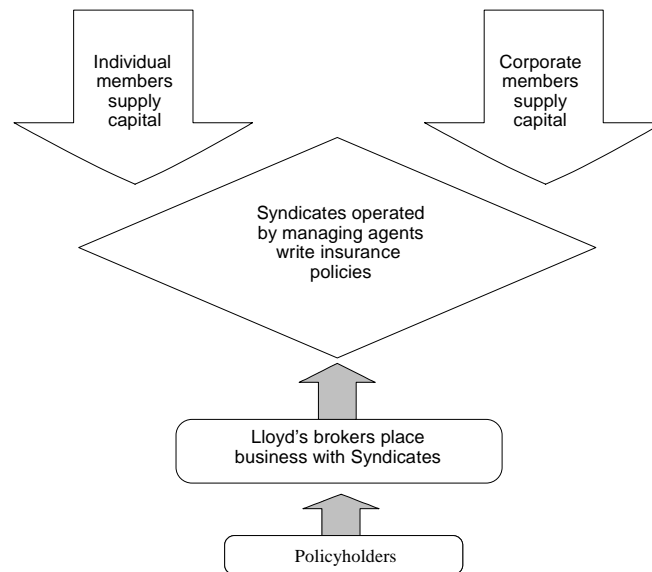 Individual
members
supply
capital
Corporate
members
supply
capital
Syndicates operated
by managing agents
write insurance
policies
Lloyd’s brokers place
business with Syndicates
Policyholders